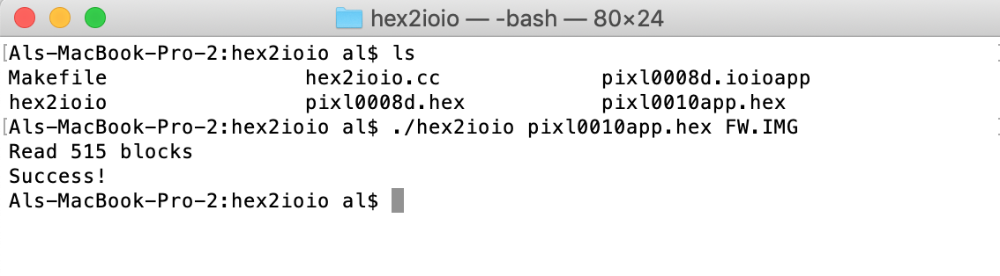 hex2ioio — -bash — 80×24
[Als-MacBook-Pro-2:hex2ioio al$ ls
Makefile hex2ioio.cc pixl0008d.ioioapp
hex2ioio pixl0008d.hex pixl0010app.hex
[Als-MacBook-Pro-2:hex2ioio al$ ./hex2ioio pixl0010app.hex FW.IMG
Read 515 blocks
Success!
Als-MacBook-Pro-2:hex2ioio al$